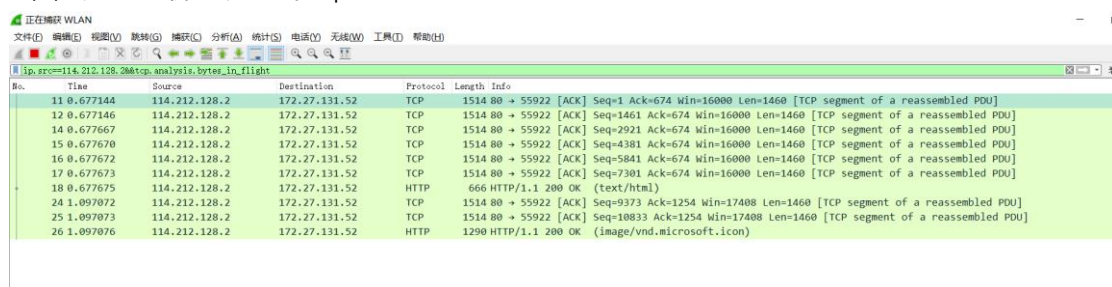 正在捕获 WLAN
文件(F) 编辑(E) 视图(V) 跳转(G) 捕获(C) 分析(A) 统计(S) 电话(Y) 无线(W) 工具(T) 帮助(H)
ip.src==114.212.128.2&&tcp.analysis.bytes_in_flight
No. Time Source Destination Protocol Length Info
11 0.677144 114.212.128.2 172.27.131.52 TCP 1514 80 → 55922 [ACK] Seq=1 Ack=674 Win=16000 Len=1460 [TCP segment of a reassembled PDU]
12 0.677146 114.212.128.2 172.27.131.52 TCP 1514 80 → 55922 [ACK] Seq=1461 Ack=674 Win=16000 Len=1460 [TCP segment of a reassembled PDU]
14 0.677667 114.212.128.2 172.27.131.52 TCP 1514 80 → 55922 [ACK] Seq=2921 Ack=674 Win=16000 Len=1460 [TCP segment of a reassembled PDU]
15 0.677670 114.212.128.2 172.27.131.52 TCP 1514 80 → 55922 [ACK] Seq=4381 Ack=674 Win=16000 Len=1460 [TCP segment of a reassembled PDU]
16 0.677672 114.212.128.2 172.27.131.52 TCP 1514 80 → 55922 [ACK] Seq=5841 Ack=674 Win=16000 Len=1460 [TCP segment of a reassembled PDU]
17 0.677673 114.212.128.2 172.27.131.52 TCP 1514 80 → 55922 [ACK] Seq=7301 Ack=674 Win=16000 Len=1460 [TCP segment of a reassembled PDU]
18 0.677675 114.212.128.2 172.27.131.52 HTTP 666 HTTP/1.1 200 OK (text/html)
24 1.097072 114.212.128.2 172.27.131.52 TCP 1514 80 → 55922 [ACK] Seq=9373 Ack=1254 Win=17408 Len=1460 [TCP segment of a reassembled PDU]
25 1.097073 114.212.128.2 172.27.131.52 TCP 1514 80 → 55922 [ACK] Seq=10833 Ack=1254 Win=17408 Len=1460 [TCP segment of a reassembled PDU]
26 1.097076 114.212.128.2 172.27.131.52 HTTP 1290 HTTP/1.1 200 OK (image/vnd.microsoft.icon)